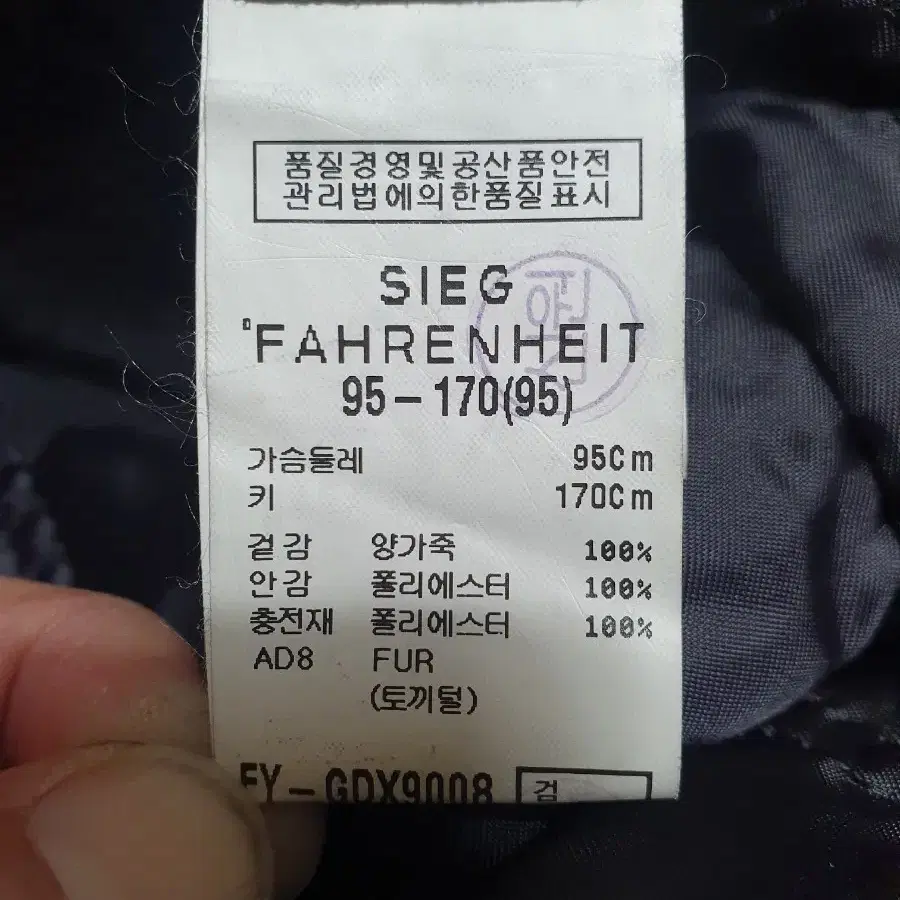 품질경영및공산품안전
관리법에의한품질표시
SIEG
FAHRENHEIT
95-170(95)
가슴둘레 95Cm
키 170Cm
겉감 양가죽 100%
안감 폴리에스터 100%
충전재 폴리에스터 100%
AD8 FUR
(토끼털)
FY-GDX9008 검